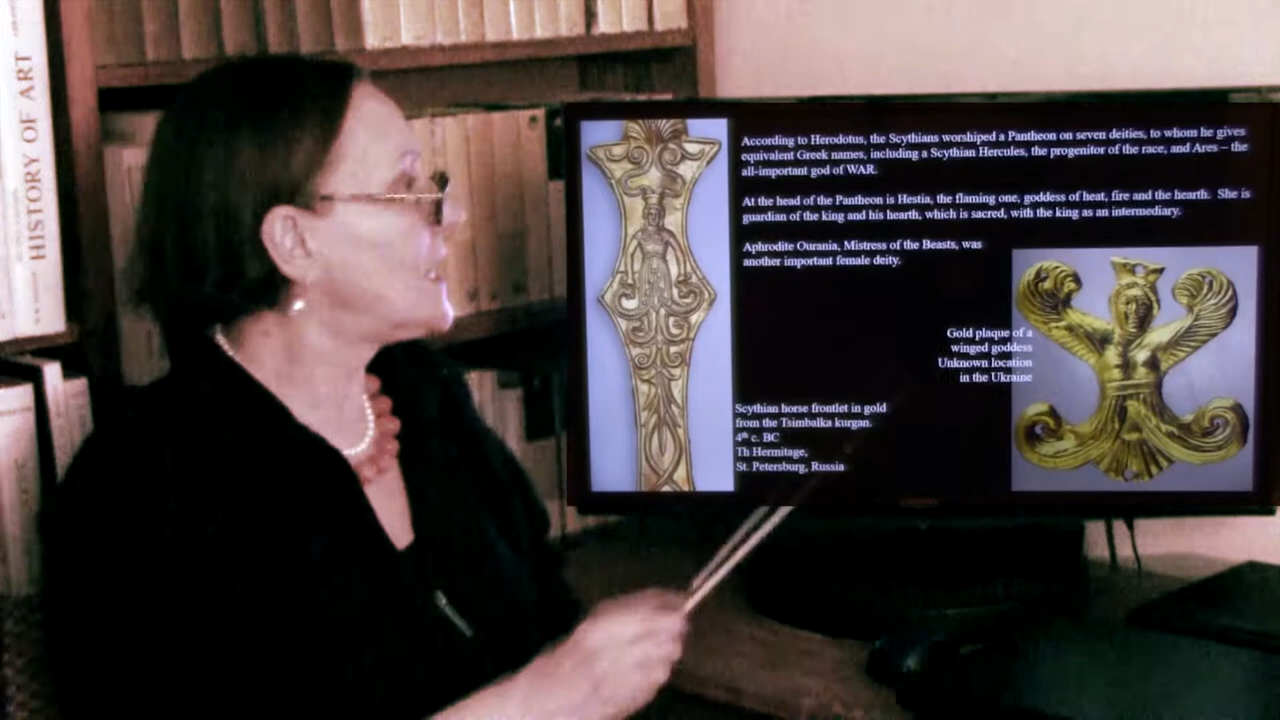 HISTORY OF ART
According to Herodotus, the Scythians worshiped a Pantheon on seven deities, to whom he gives
equivalent Greek names, including a Scythian Hercules, the progenitor of the race, and Ares – the
all-important god of WAR.
At the head of the Pantheon is Hestia, the flaming one, goddess of heat, fire and the hearth. She is
guardian of the king and his hearth, which is sacred, with the king as an intermediary.
Aphrodite Ourania, Mistress of the Beasts, was
another important female deity.
Gold plaque of a
winged goddess
Unknown location
in the Ukraine
Scythian horse frontlet in gold
from the Tsimbalka kurgan.
4th c. BC
Th Hermitage,
St. Petersburg, Russia